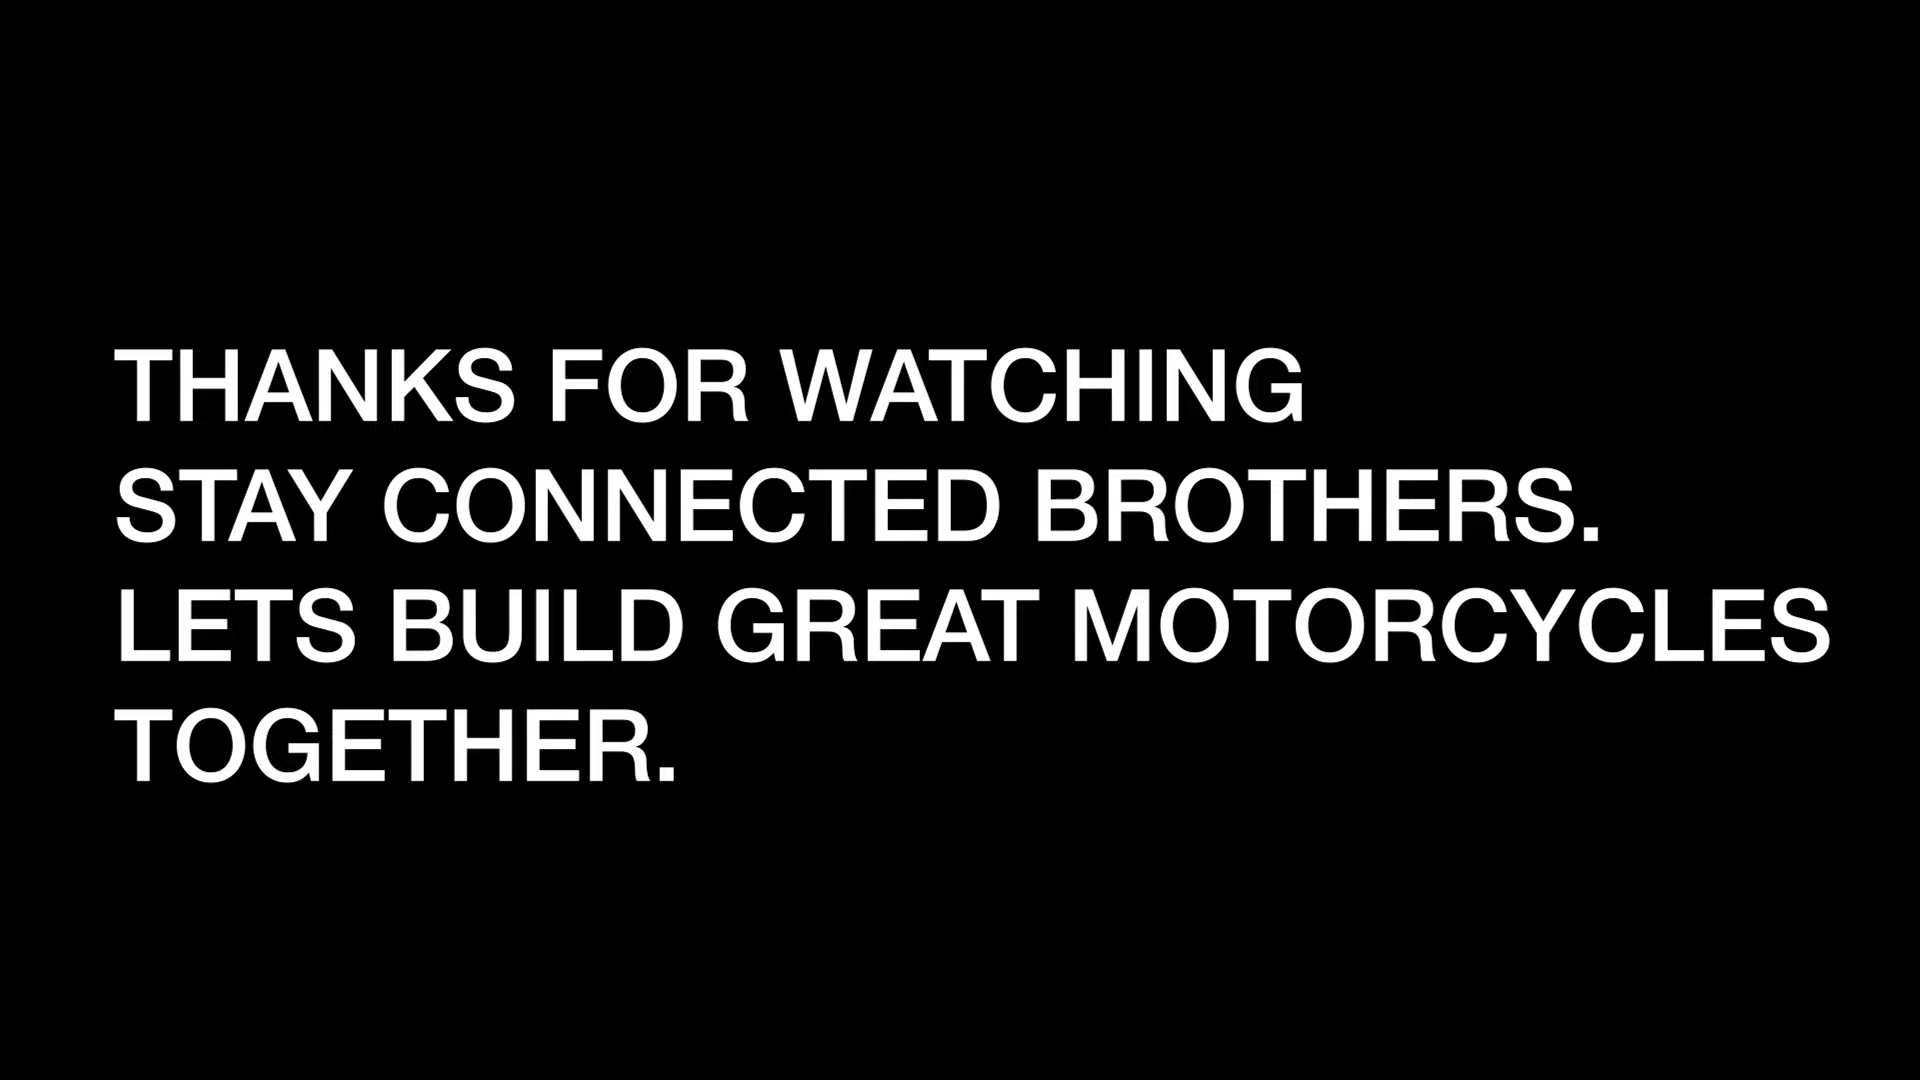 THANKS FOR WATCHING
STAY CONNECTED BROTHERS.
LETS BUILD GREAT MOTORCYCLES
TOGETHER.